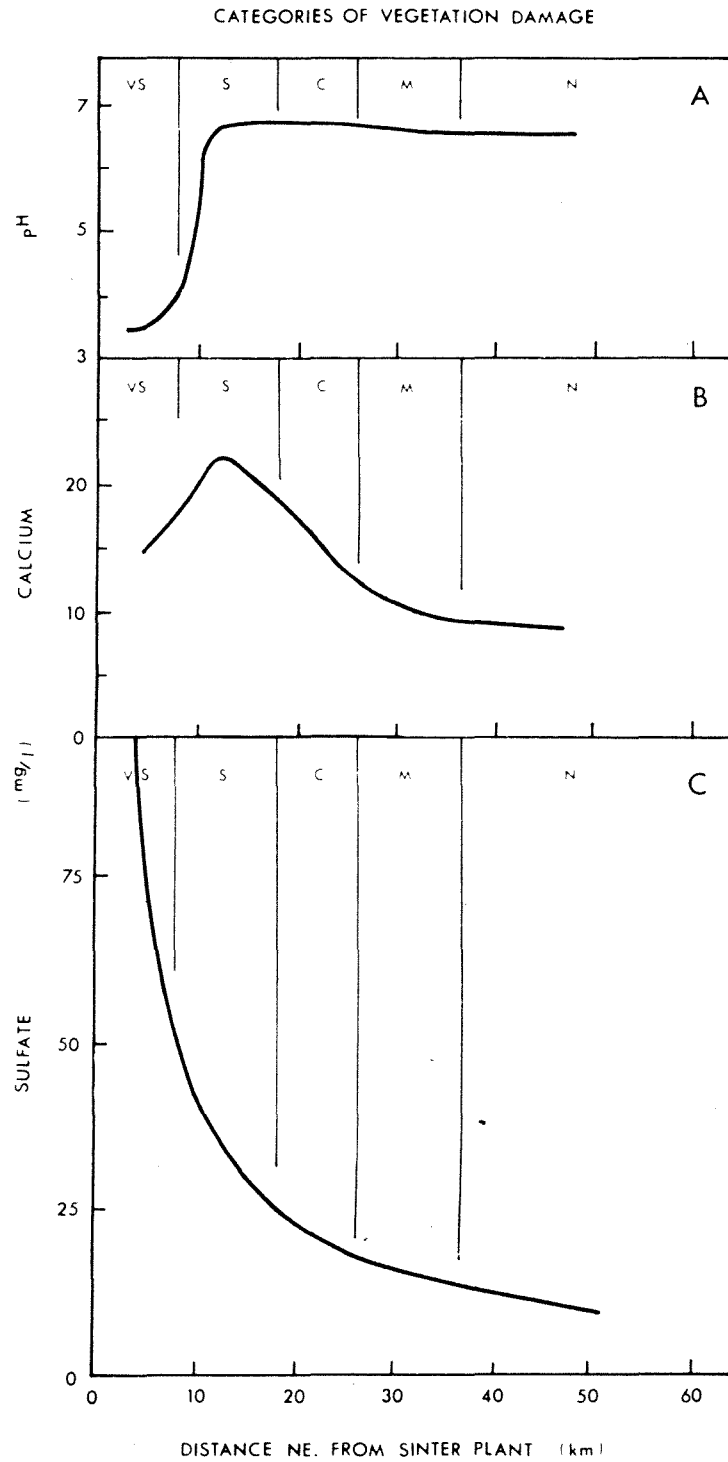 CATEGORIES OF VEGETATION DAMAGE
VS S C M N A
7
5
3
pH
VS S C M N B
20
10
0
CALCIUM
(mg/l)
VS S C M N C
75
50
25
0
SULFATE
0 10 20 30 40 50 60
DISTANCE NE. FROM SINTER PLANT (km)